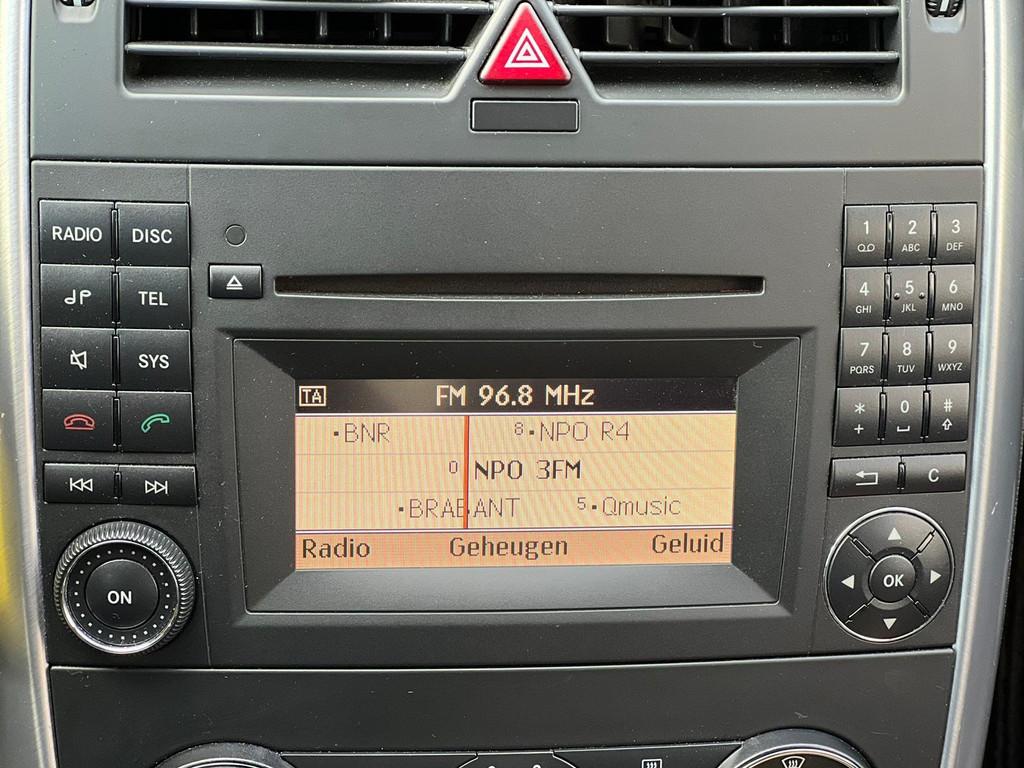 RADIO DISC
TEL
SYS
ON
TA FM 96.8 MHz
BNR 8 NPO R4
0 NPO 3FM
BRABANT 5 Qmusic
Radio Geheugen Geluid
1 2 ABC 3 DEF
4 GHI 5 JKL 6 MNO
7 PQRS 8 TUV 9 WXYZ
* + 0 #
C
OK